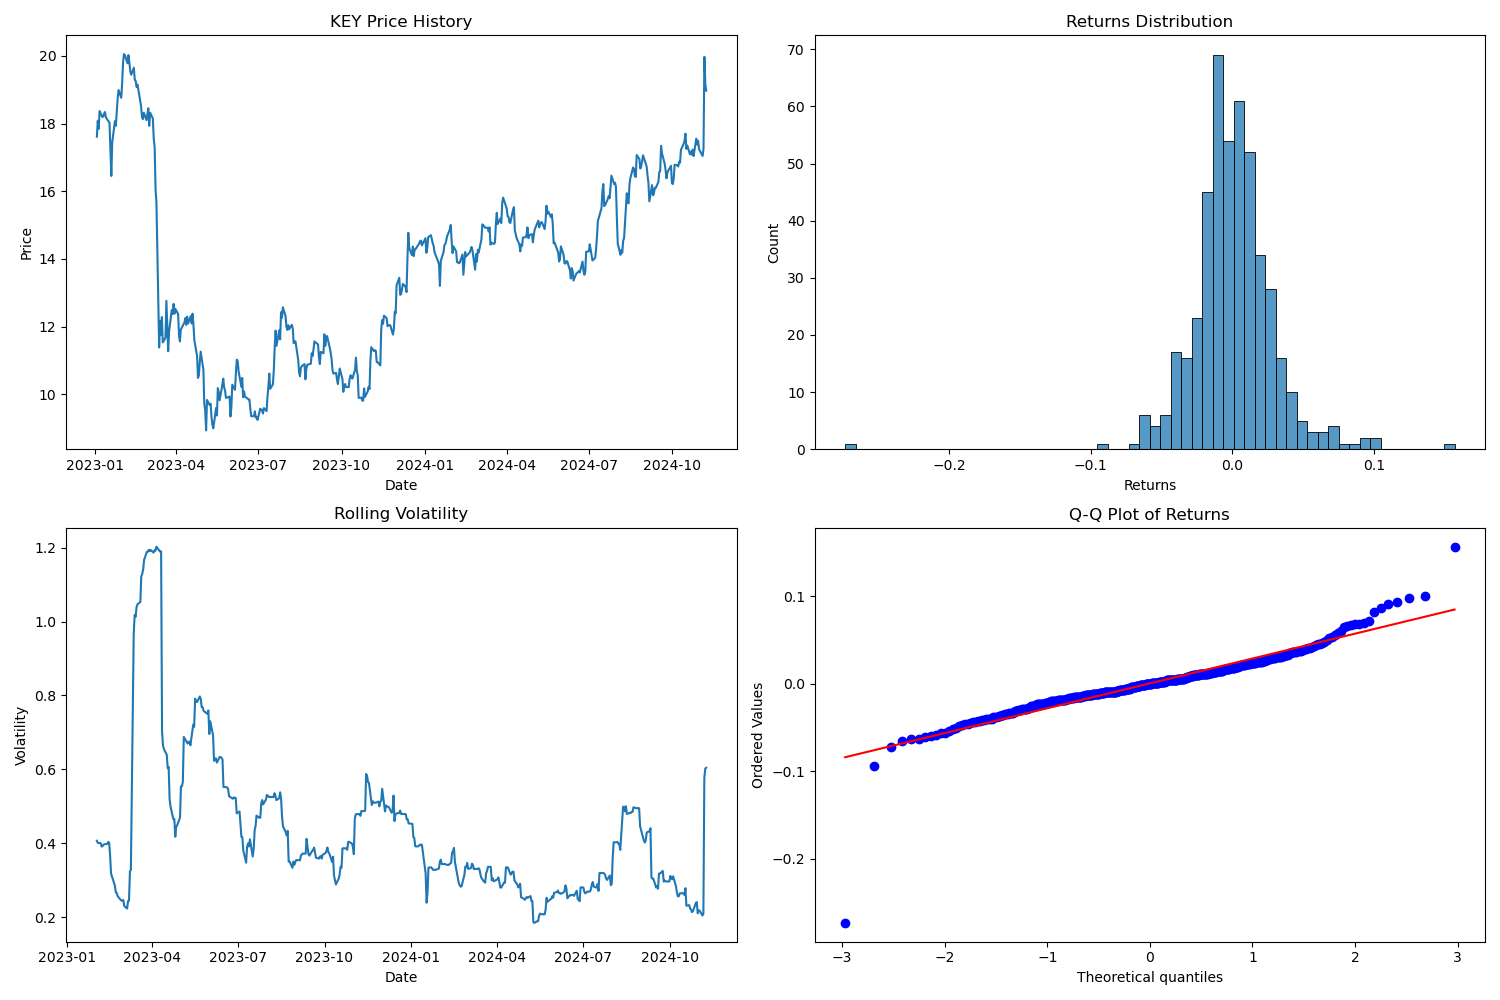 KEY Price History
Price
20
18
16
14
12
10
2023-01 2023-04 2023-07 2023-10 2024-01 2024-04 2024-07 2024-10
Date
Returns Distribution
Count
70
60
50
40
30
20
10
0
−0.2 −0.1 0.0 0.1
Returns
Rolling Volatility
Volatility
1.2
1.0
0.8
0.6
0.4
0.2
2023-01 2023-04 2023-07 2023-10 2024-01 2024-04 2024-07 2024-10
Date
Q-Q Plot of Returns
Ordered Values
0.1
0.0
−0.1
−0.2
−3 −2 −1 0 1 2 3
Theoretical quantiles